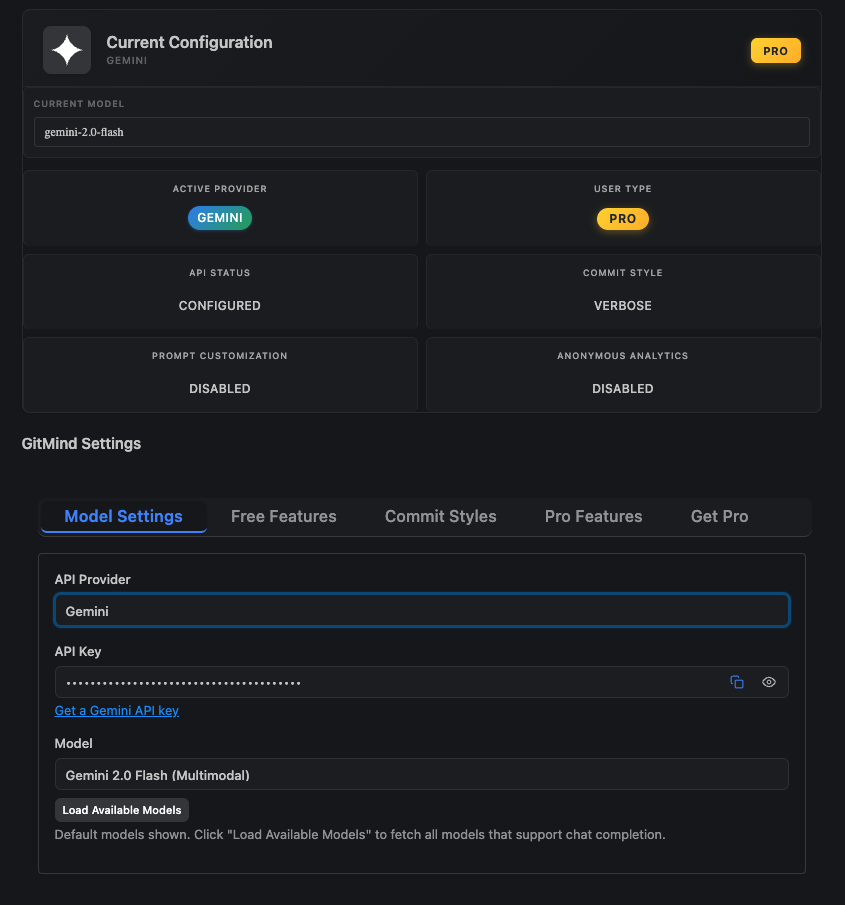 Current Configuration
GEMINI
PRO
CURRENT MODEL
gemini-2.0-flash
ACTIVE PROVIDER
GEMINI
USER TYPE
PRO
API STATUS
CONFIGURED
COMMIT STYLE
VERBOSE
PROMPT CUSTOMIZATION
DISABLED
ANONYMOUS ANALYTICS
DISABLED
GitMind Settings
Model Settings Free Features Commit Styles Pro Features Get Pro
API Provider
Gemini
API Key
•••••••••••••••••••••••••••••••••••••••
Get a Gemini API key
Model
Gemini 2.0 Flash (Multimodal)
Load Available Models
Default models shown. Click "Load Available Models" to fetch all models that support chat completion.